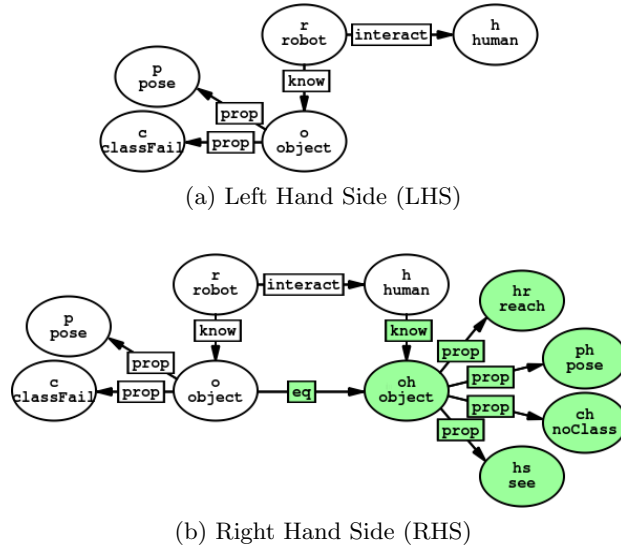 r
robot
interact
h
human
know
p
pose
prop
c
classFail
prop
o
object
(a) Left Hand Side (LHS)
r
robot
interact
h
human
hr
reach
know
know
p
pose
prop
prop
ph
pose
prop
c
classFail
prop
o
object
eq
oh
object
prop
ch
noClass
prop
hs
see
(b) Right Hand Side (RHS)